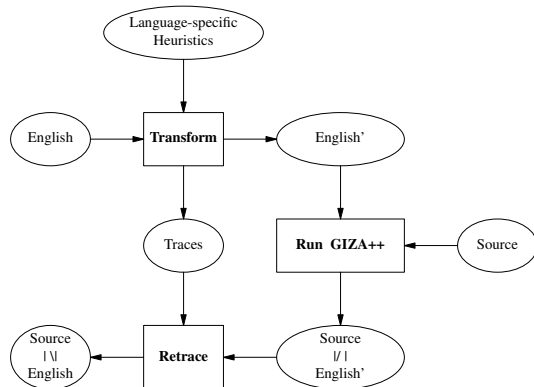 Language-specific
Heuristics
English
Transform
English’
Traces
Run GIZA++
Source
Source
| \|
English
Retrace
Source
|/ |
English’